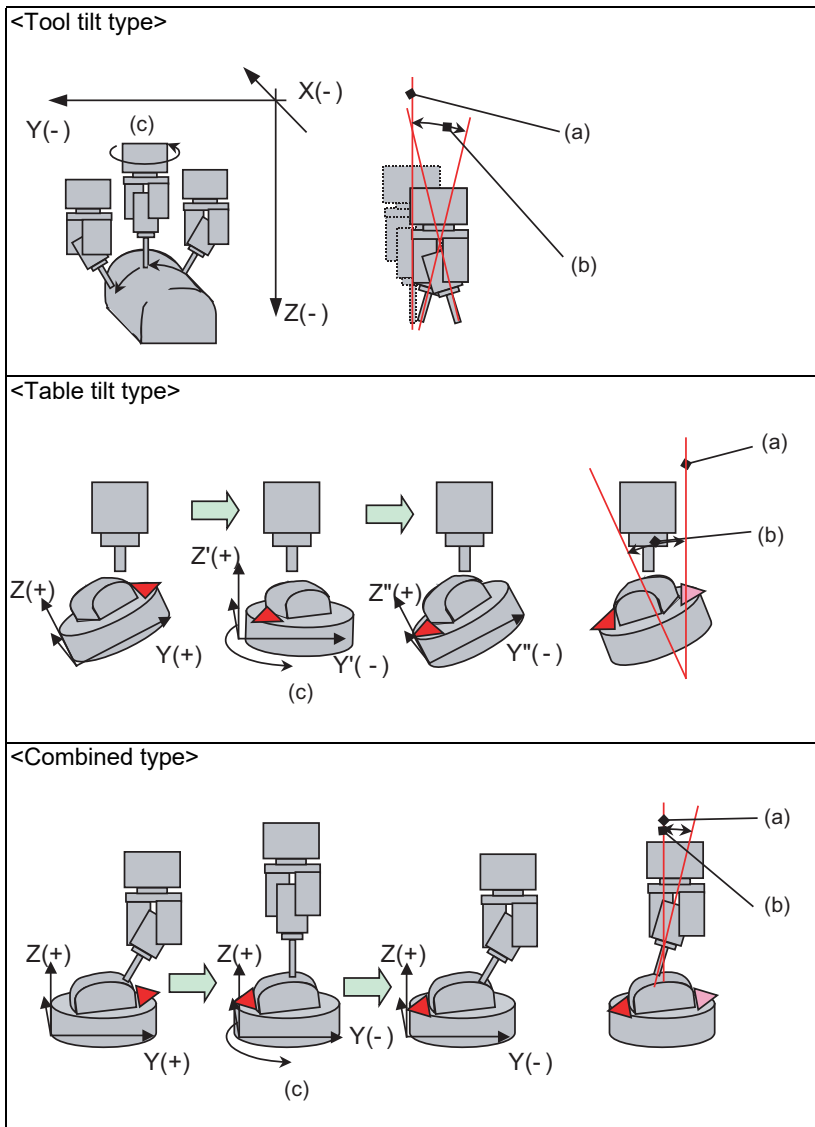 <Tool tilt type>
X(-)
Y(-)
(c)
(a)
(b)
Z(-)
<Table tilt type>
(a)
(b)
Z'(+)
Z(+)
Z"(+)
Y(+)
Y'(-)
Y"(-)
(c)
<Combined type>
(a)
(b)
Z(+)
Z(+)
Z(+)
Y(+)
Y(-)
Y(-)
(c)